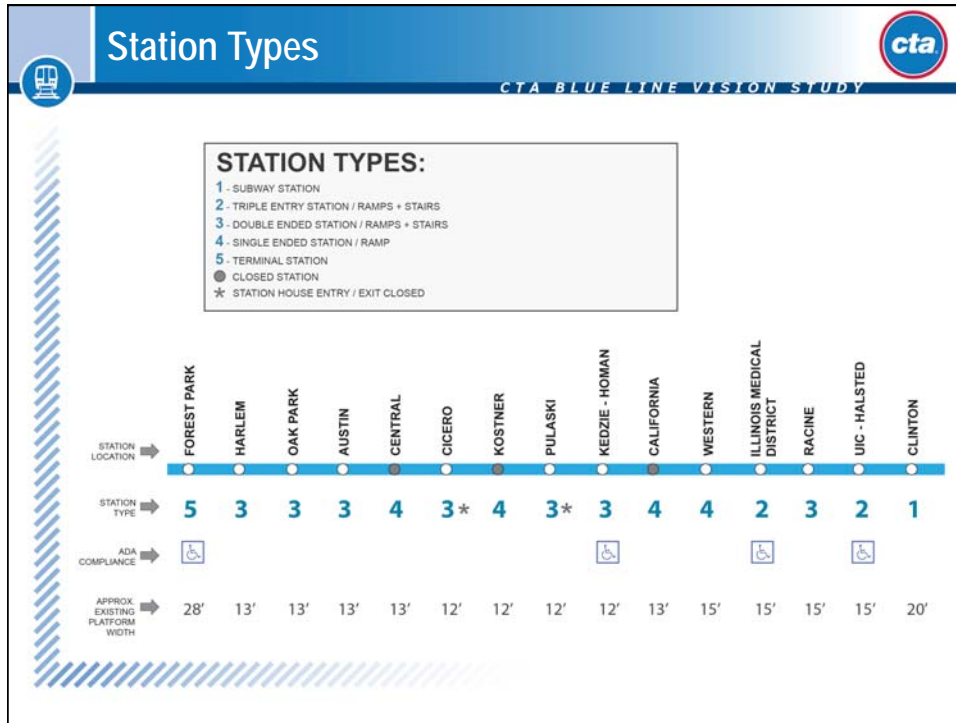 Station Types
cta
CTA BLUE LINE VISION STUDY
STATION TYPES:
1 - SUBWAY STATION
2 - TRIPLE ENTRY STATION / RAMPS + STAIRS
3 - DOUBLE ENDED STATION / RAMPS + STAIRS
4 - SINGLE ENDED STATION / RAMP
5 - TERMINAL STATION
CLOSED STATION
* STATION HOUSE ENTRY / EXIT CLOSED
STATION
LOCATION
FOREST PARK
HARLEM
OAK PARK
AUSTIN
CENTRAL
CICERO
KOSTNER
PULASKI
KEDZIE - HOMAN
CALIFORNIA
WESTERN
ILLINOIS MEDICAL
DISTRICT
RACINE
UIC - HALSTED
CLINTON
STATION
TYPE
5 3 3 3 4 3* 4 3* 3 4 4 2 3 2 1
ADA
COMPLIANCE
APPROX.
EXISTING
PLATFORM
WIDTH
28' 13' 13' 13' 13' 12' 12' 12' 12' 13' 15' 15' 15' 15' 20'